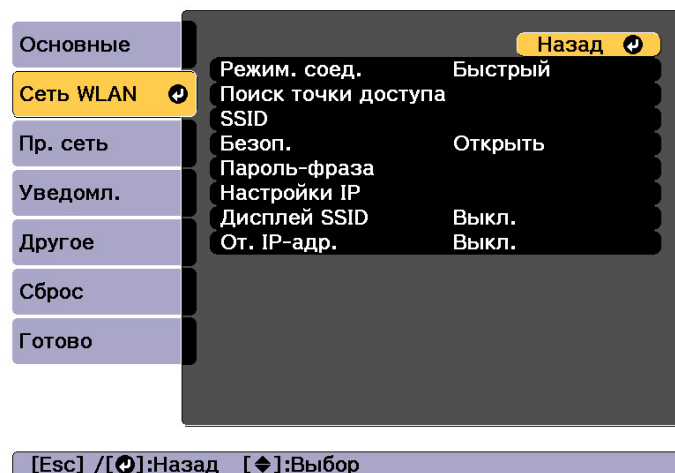 Основные
Сеть WLAN
Пр. сеть
Уведомл.
Другое
Сброс
Готово
Назад
Режим. соед. Быстрый
Поиск точки доступа
SSID
Безоп. Открыть
Пароль-фраза
Настройки IP
Дисплей SSID Выкл.
От. IP-адр. Выкл.
[Esc] /[⏎]:Назад [◆]:Выбор